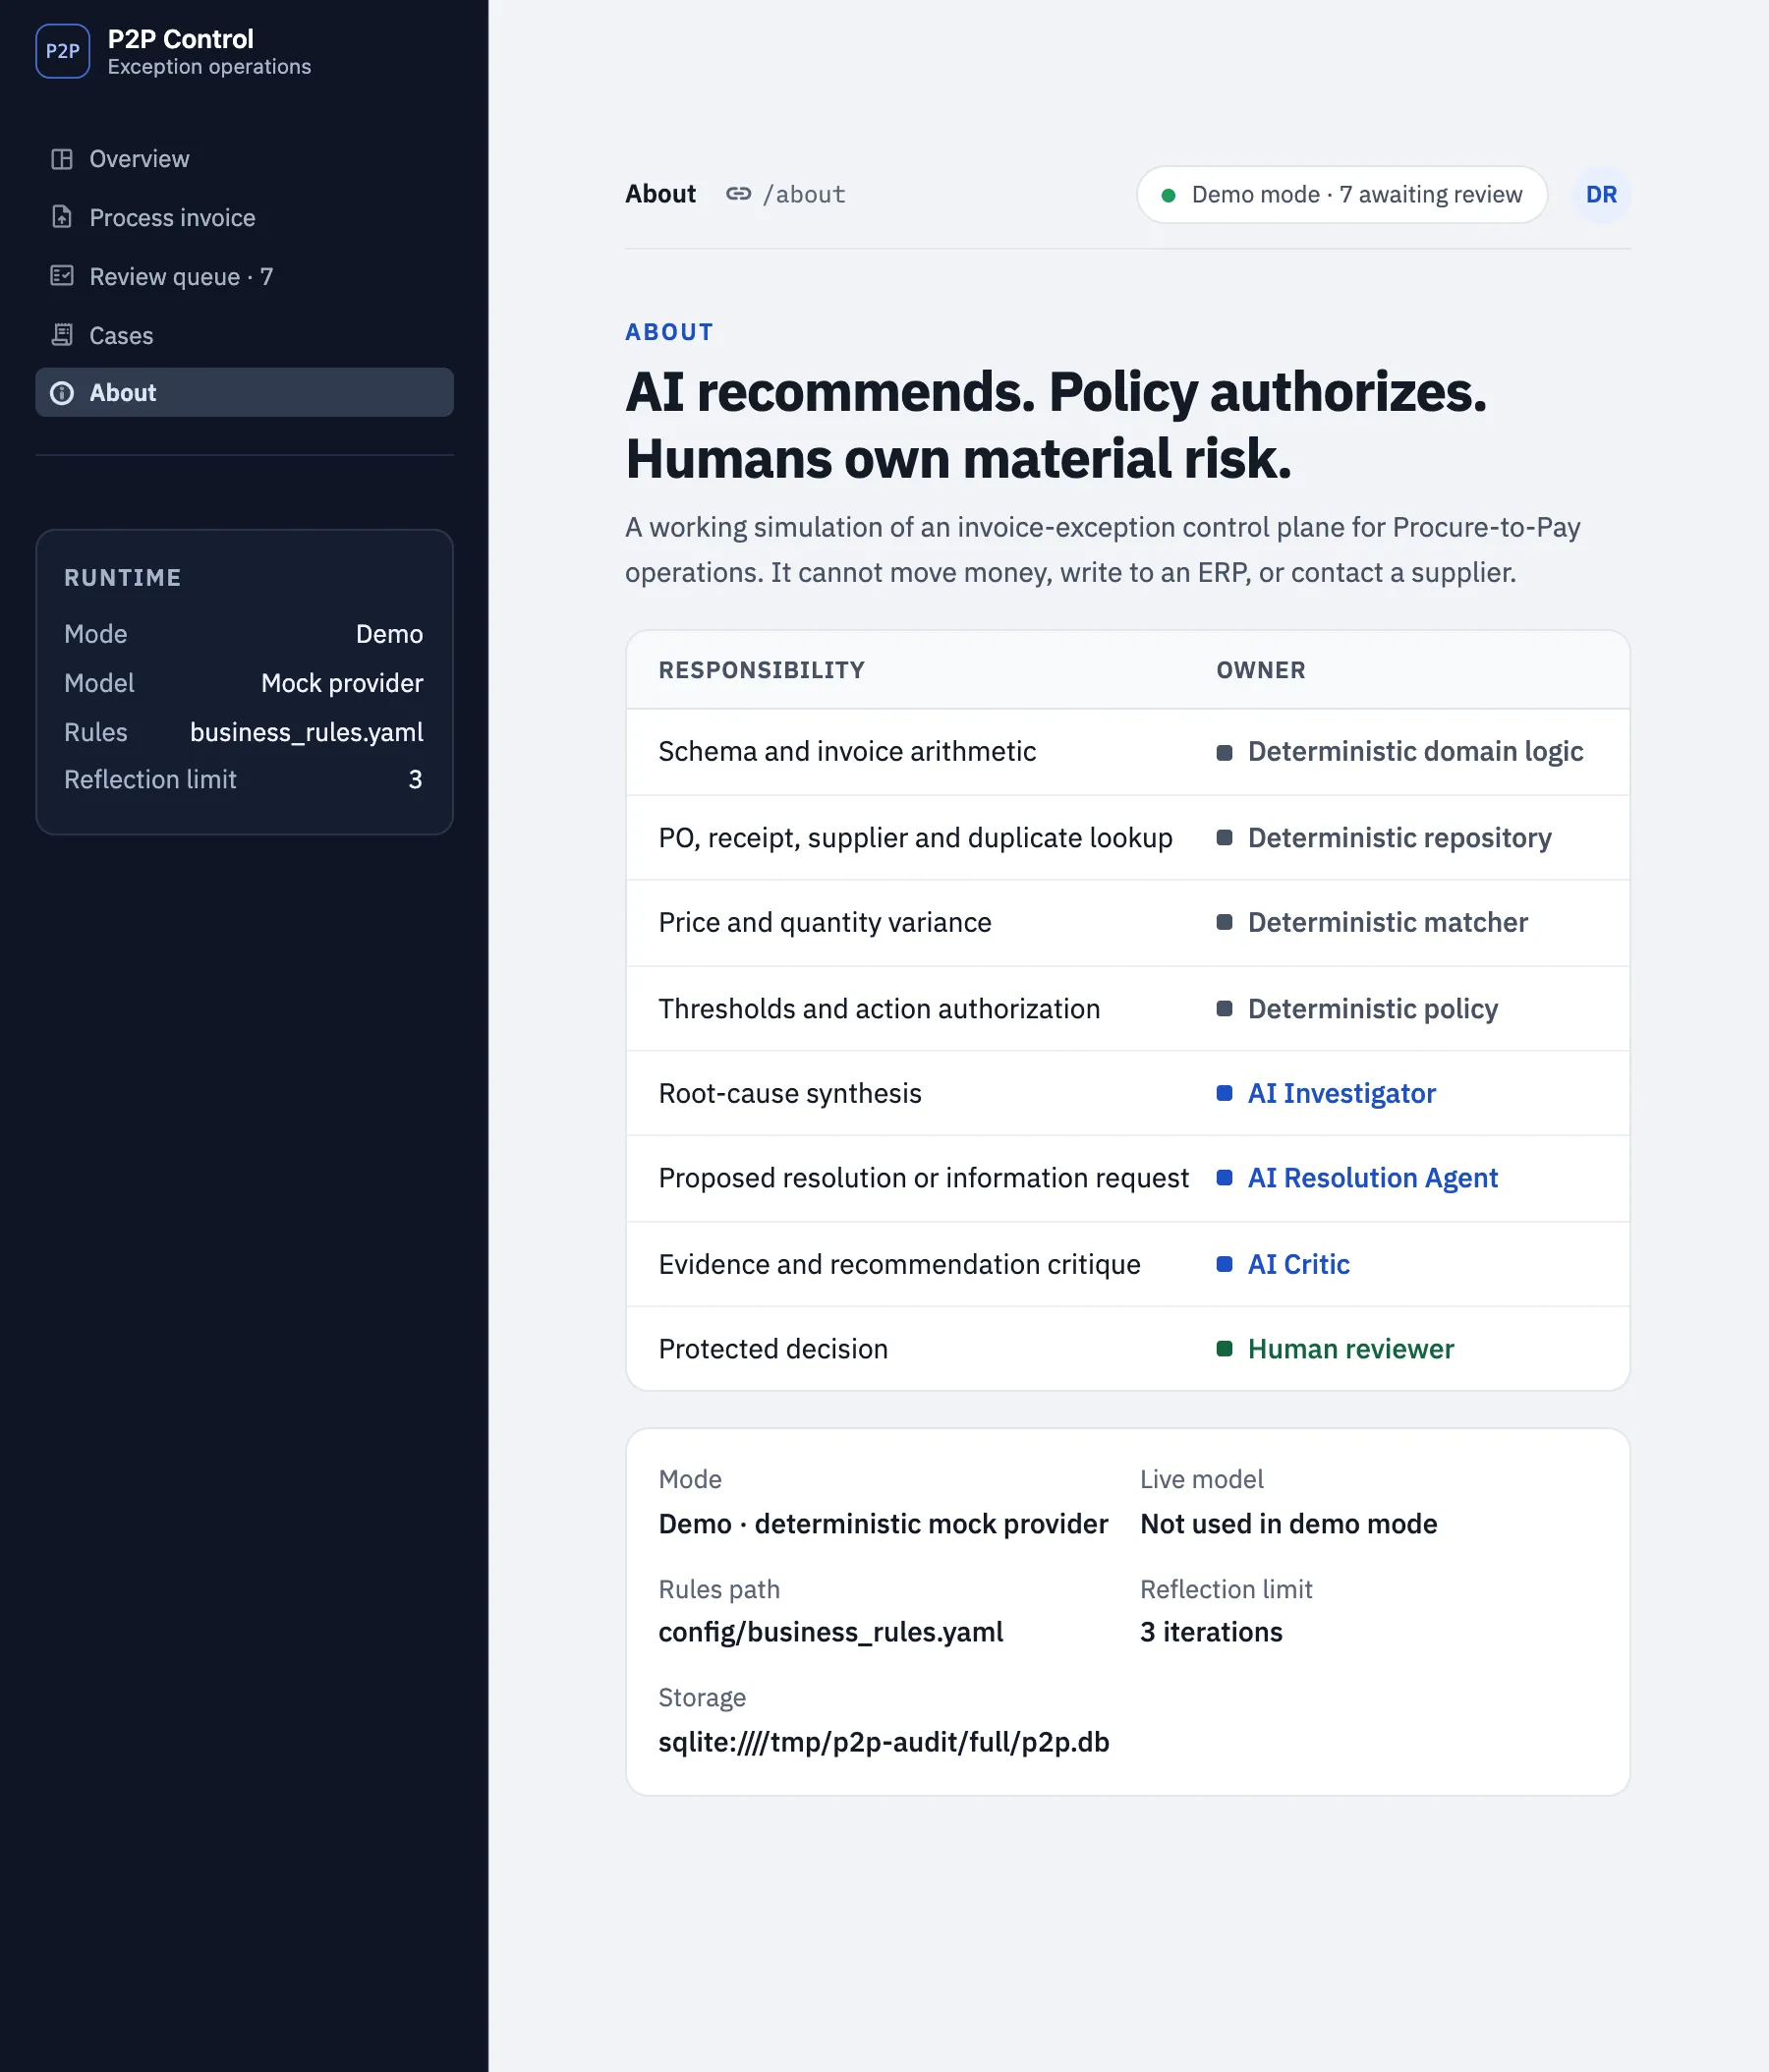 P2P
P2P Control
Exception operations
Overview
Process invoice
Review queue · 7
Cases
About
RUNTIME
Mode Demo
Model Mock provider
Rules business_rules.yaml
Reflection limit 3
About /about
Demo mode · 7 awaiting review
DR
ABOUT
AI recommends. Policy authorizes.
Humans own material risk.
A working simulation of an invoice-exception control plane for Procure-to-Pay
operations. It cannot move money, write to an ERP, or contact a supplier.
RESPONSIBILITY OWNER
Schema and invoice arithmetic Deterministic domain logic
PO, receipt, supplier and duplicate lookup Deterministic repository
Price and quantity variance Deterministic matcher
Thresholds and action authorization Deterministic policy
Root-cause synthesis AI Investigator
Proposed resolution or information request AI Resolution Agent
Evidence and recommendation critique AI Critic
Protected decision Human reviewer
Mode Live model
Demo · deterministic mock provider Not used in demo mode
Rules path Reflection limit
config/business_rules.yaml 3 iterations
Storage
sqlite:////tmp/p2p-audit/full/p2p.db